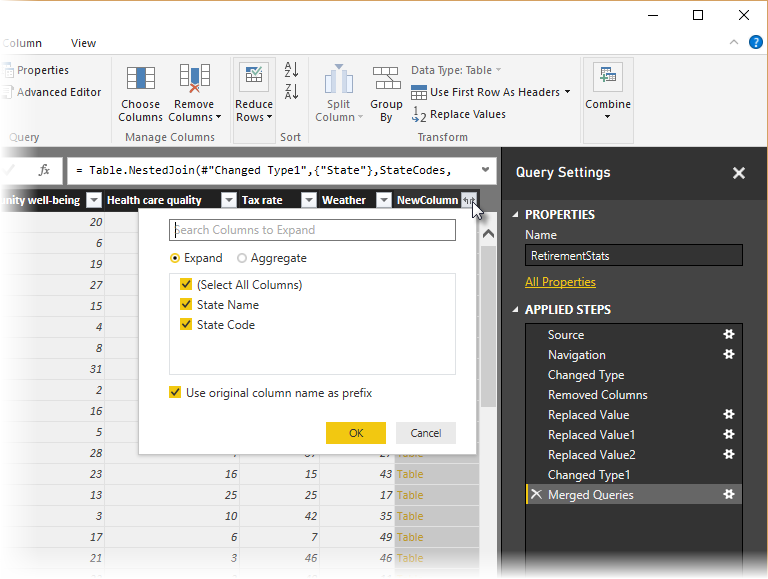 Column View
Properties
Advanced Editor
Query
Choose Columns
Remove Columns
Manage Columns
Reduce Rows
A Z
Z A
Sort
Split Column
Group By
Data Type: Table
Use First Row As Headers
1 2 Replace Values
Transform
Combine
fx = Table.NestedJoin(#"Changed Type1",{"State"},StateCodes,
nity well-being Health care quality Tax rate Weather NewColumn
20
6
19
27
15
4
8
31
2
16
5
28
23 16 15 43 Table
13 25 25 17 Table
3 10 42 35 Table
17 6 7 49 Table
21 3 46 46 Table
Search Columns to Expand
Expand Aggregate
(Select All Columns)
State Name
State Code
Use original column name as prefix
OK Cancel
Query Settings
PROPERTIES
Name
RetirementStats
All Properties
APPLIED STEPS
Source
Navigation
Changed Type
Removed Columns
Replaced Value
Replaced Value1
Replaced Value2
Changed Type1
Merged Queries